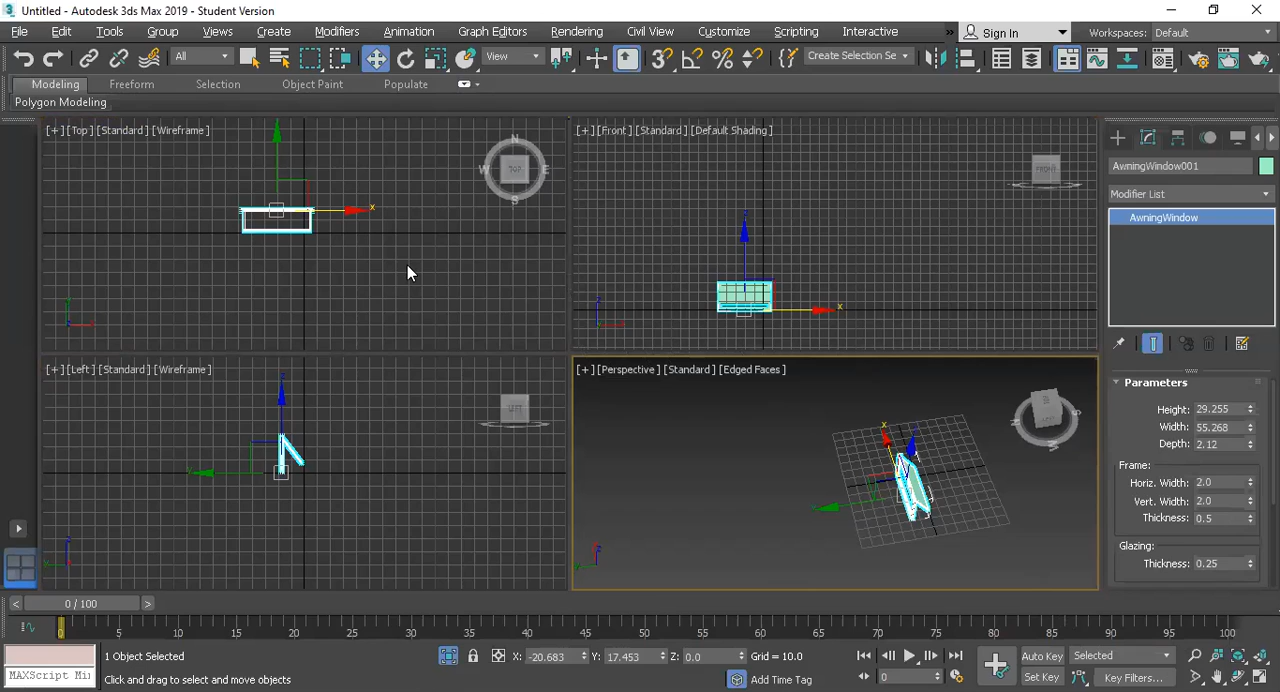 Untitled - Autodesk 3ds Max 2019 - Student Version
File Edit Tools Group Views Create Modifiers Animation Graph Editors Rendering Civil View Customize Scripting Interactive » Sign In Workspaces: Default
All View Create Selection Se
Modeling Freeform Selection Object Paint Populate
Polygon Modeling
[+] [Top] [Standard] [Wireframe]
N
W TOP E
S
x
[+] [Front] [Standard] [Default Shading]
FRONT
z
x
AwningWindow001
Modifier List
AwningWindow
[+] [Left] [Standard] [Wireframe]
LEFT
z
y
[+] [Perspective] [Standard] [Edged Faces]
x
z
Parameters
Height: 29.255
Width: 55.268
Depth: 2.12
Frame:
Horiz. Width: 2.0
Vert. Width: 2.0
Thickness: 0.5
Glazing:
Thickness: 0.25
< 0 / 100 >
0 5 10 15 20 25 30 35 40 45 50 55 60 65 70 75 80 85 90 95 100
1 Object Selected X: -20.683 Y: 17.453 Z: 0.0 Grid = 10.0 Auto Key Selected
MAXScript Mi Click and drag to select and move objects Add Time Tag 0 Set Key Key Filters...